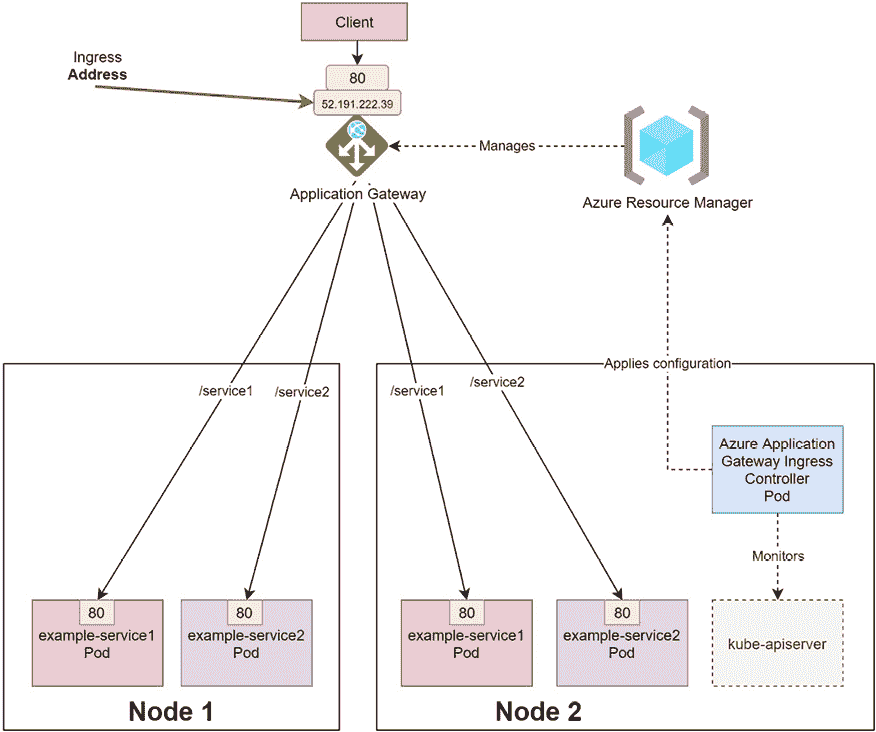 Client
80
Ingress
Address
52.191.222.39
Manages
Application Gateway
Azure Resource Manager
Applies configuration
/service1
/service2
/service1
/service2
Azure Application
Gateway Ingress
Controller
Pod
Monitors
80
example-service1
Pod
80
example-service2
Pod
80
example-service1
Pod
80
example-service2
Pod
kube-apiserver
Node 1
Node 2